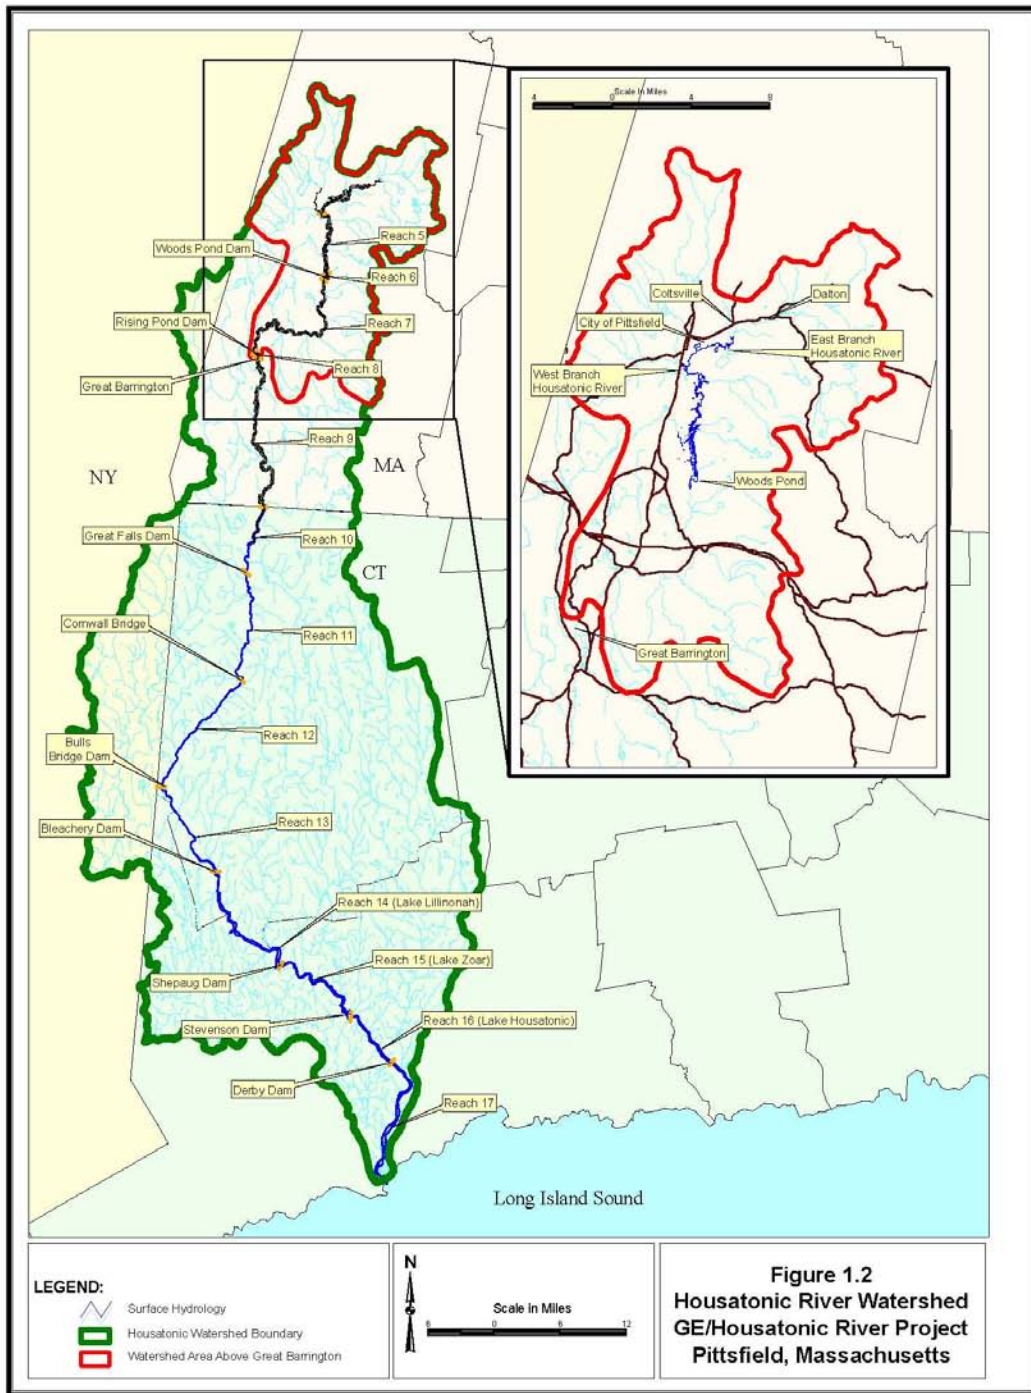 Scale In Miles
4 0 4 8
Coltsville
Dalton
City of Pittsfield
East Branch
Housatonic River
West Branch
Housatonic River
Woods Pond
Great Barrington
Reach 5
Woods Pond Dam
Reach 6
Rising Pond Dam
Reach 7
Great Barrington
Reach 8
Reach 9
NY
MA
Great Falls Dam
Reach 10
CT
Cornwall Bridge
Reach 11
Reach 12
Bulls
Bridge Dam
Reach 13
Bleachery Dam
Reach 14 (Lake Lillinonah)
Reach 15 (Lake Zoar)
Shepaug Dam
Stevenson Dam
Reach 16 (Lake Housatonic)
Derby Dam
Reach 17
Long Island Sound
LEGEND:
Surface Hydrology
Housatonic Watershed Boundary
Watershed Area Above Great Barrington
N
Scale in Miles
6 0 6 12
Figure 1.2
Housatonic River Watershed
GE/Housatonic River Project
Pittsfield, Massachusetts